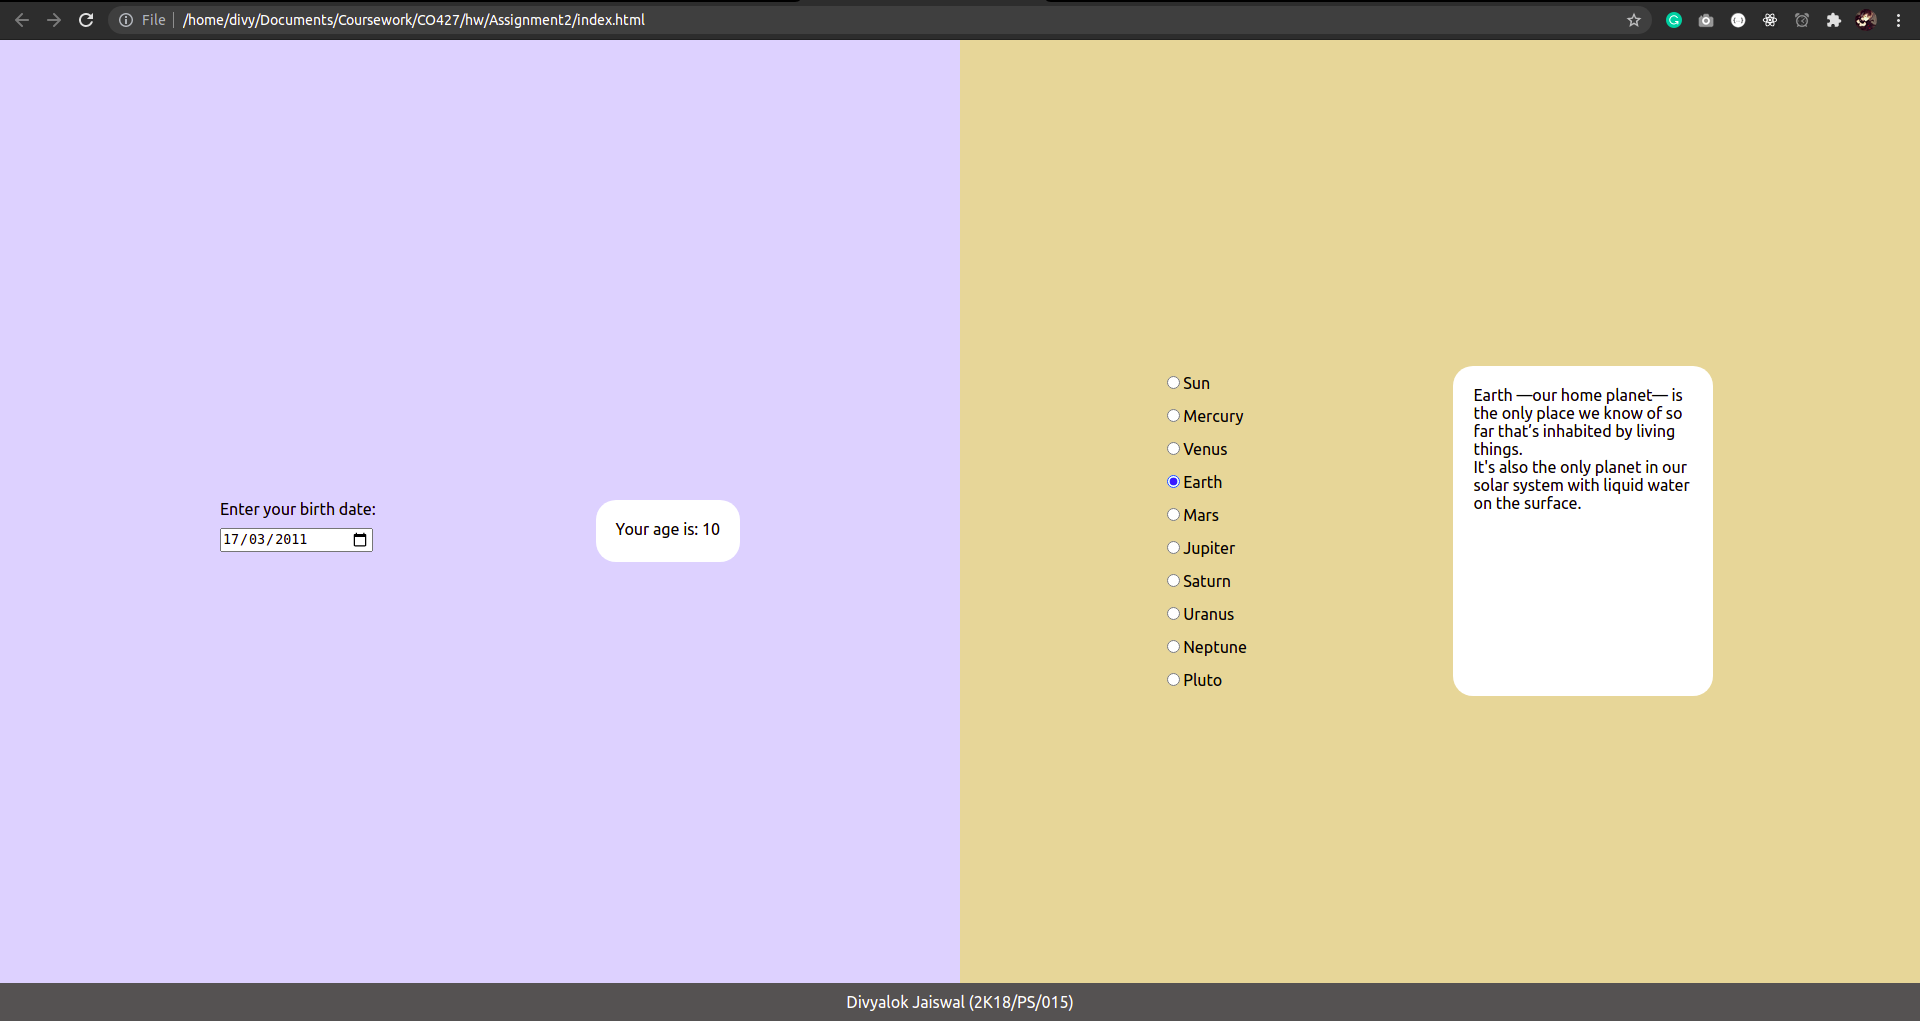 File /home/divy/Documents/Coursework/CO427/hw/Assignment2/index.html
Enter your birth date:
17/03/2011
Your age is: 10
Sun
Mercury
Venus
Earth
Mars
Jupiter
Saturn
Uranus
Neptune
Pluto
Earth —our home planet— is
the only place we know of so
far that’s inhabited by living
things.
It's also the only planet in our
solar system with liquid water
on the surface.
Divyalok Jaiswal (2K18/PS/015)